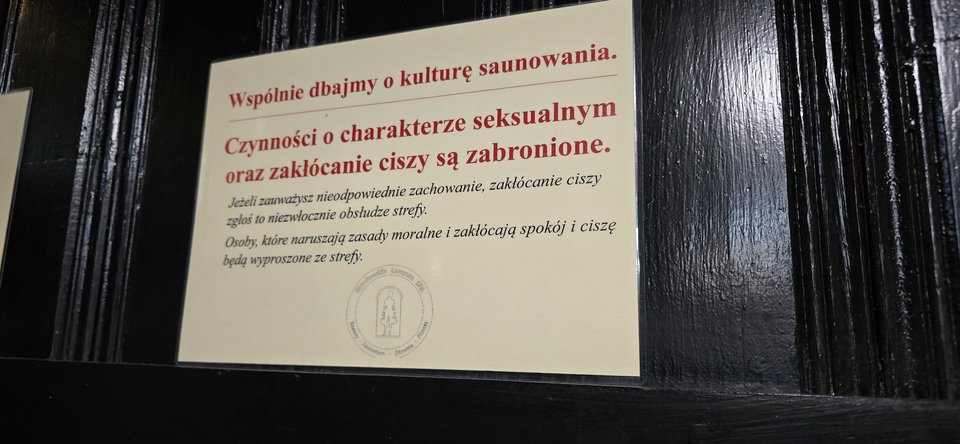 Wspólnie dbajmy o kulturę saunowania.
Czynności o charakterze seksualnym
oraz zakłócanie ciszy są zabronione.
Jeżeli zauważysz nieodpowiednie zachowanie, zakłócanie ciszy
zgłoś to niezwłocznie obsłudze strefy.
Osoby, które naruszają zasady moralne i zakłócają spokój i ciszę
będą wyproszone ze strefy.